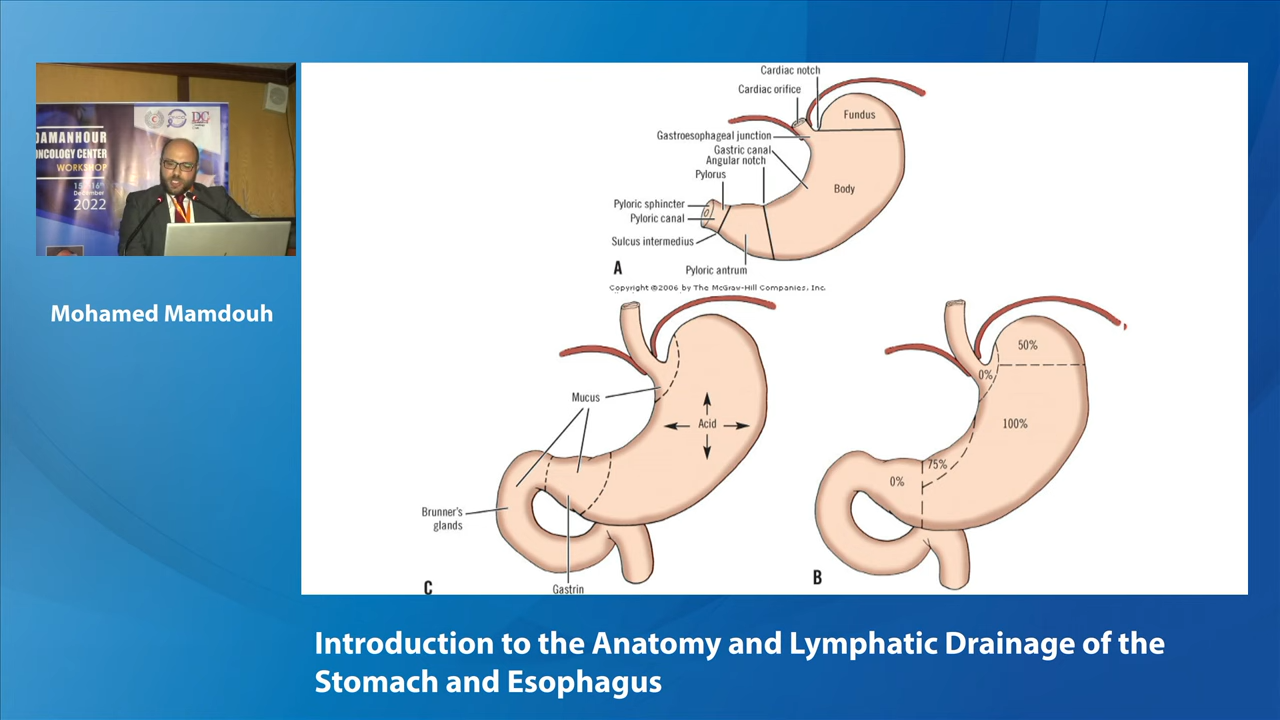 DAMANHOUR
ONCOLOGY CENTER
WORKSHOP
December
2022
Mohamed Mamdouh
Cardiac notch
Cardiac orifice
Fundus
Gastroesophageal junction
Gastric canal
Angular notch
Pylorus
Body
Pyloric sphincter
Pyloric canal
Sulcus intermedius
Pyloric antrum
A
Copyright ©2006 by The McGraw-Hill Companies, Inc.
Mucus
Acid
Brunner's
glands
Gastrin
C
50%
0%
100%
75%
0%
B
Introduction to the Anatomy and Lymphatic Drainage of the
Stomach and Esophagus